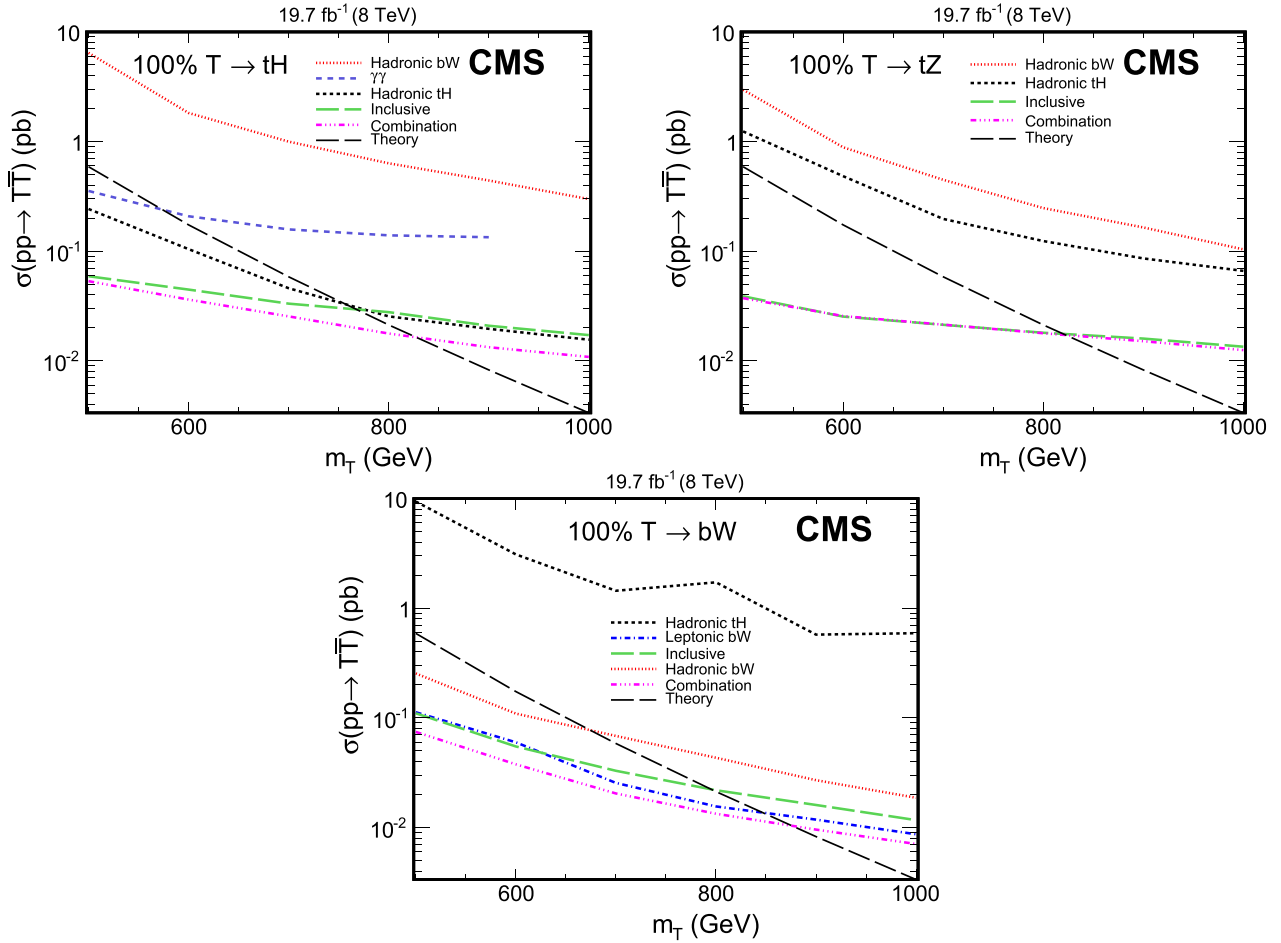 19.7 fb⁻¹ (8 TeV)
100% T → tH
CMS
Hadronic bW
γγ
Hadronic tH
Inclusive
Combination
Theory
10
1
10⁻¹
10⁻²
σ(pp→ TT̅) (pb)
600
800
1000
m_T (GeV)
19.7 fb⁻¹ (8 TeV)
100% T → tZ
CMS
Hadronic bW
Hadronic tH
Inclusive
Combination
Theory
10
1
10⁻¹
10⁻²
σ(pp→ TT̅) (pb)
600
800
1000
m_T (GeV)
19.7 fb⁻¹ (8 TeV)
100% T → bW
CMS
Hadronic tH
Leptonic bW
Inclusive
Hadronic bW
Combination
Theory
10
1
10⁻¹
10⁻²
σ(pp→ TT̅) (pb)
600
800
1000
m_T (GeV)